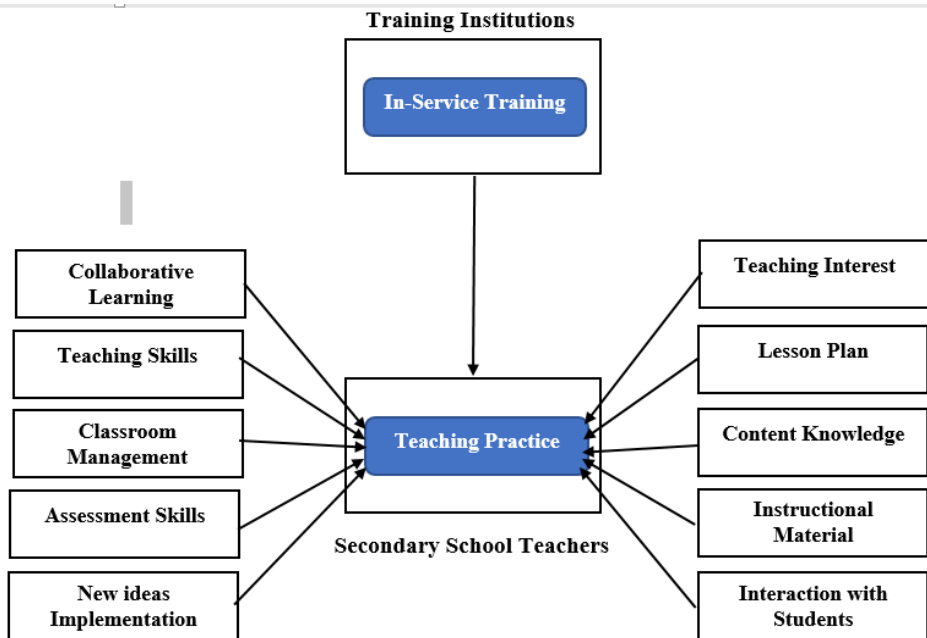 Training Institutions
In-Service Training
Collaborative
Learning
Teaching Skills
Classroom
Management
Assessment Skills
New ideas
Implementation
Teaching Practice
Secondary School Teachers
Teaching Interest
Lesson Plan
Content Knowledge
Instructional
Material
Interaction with
Students